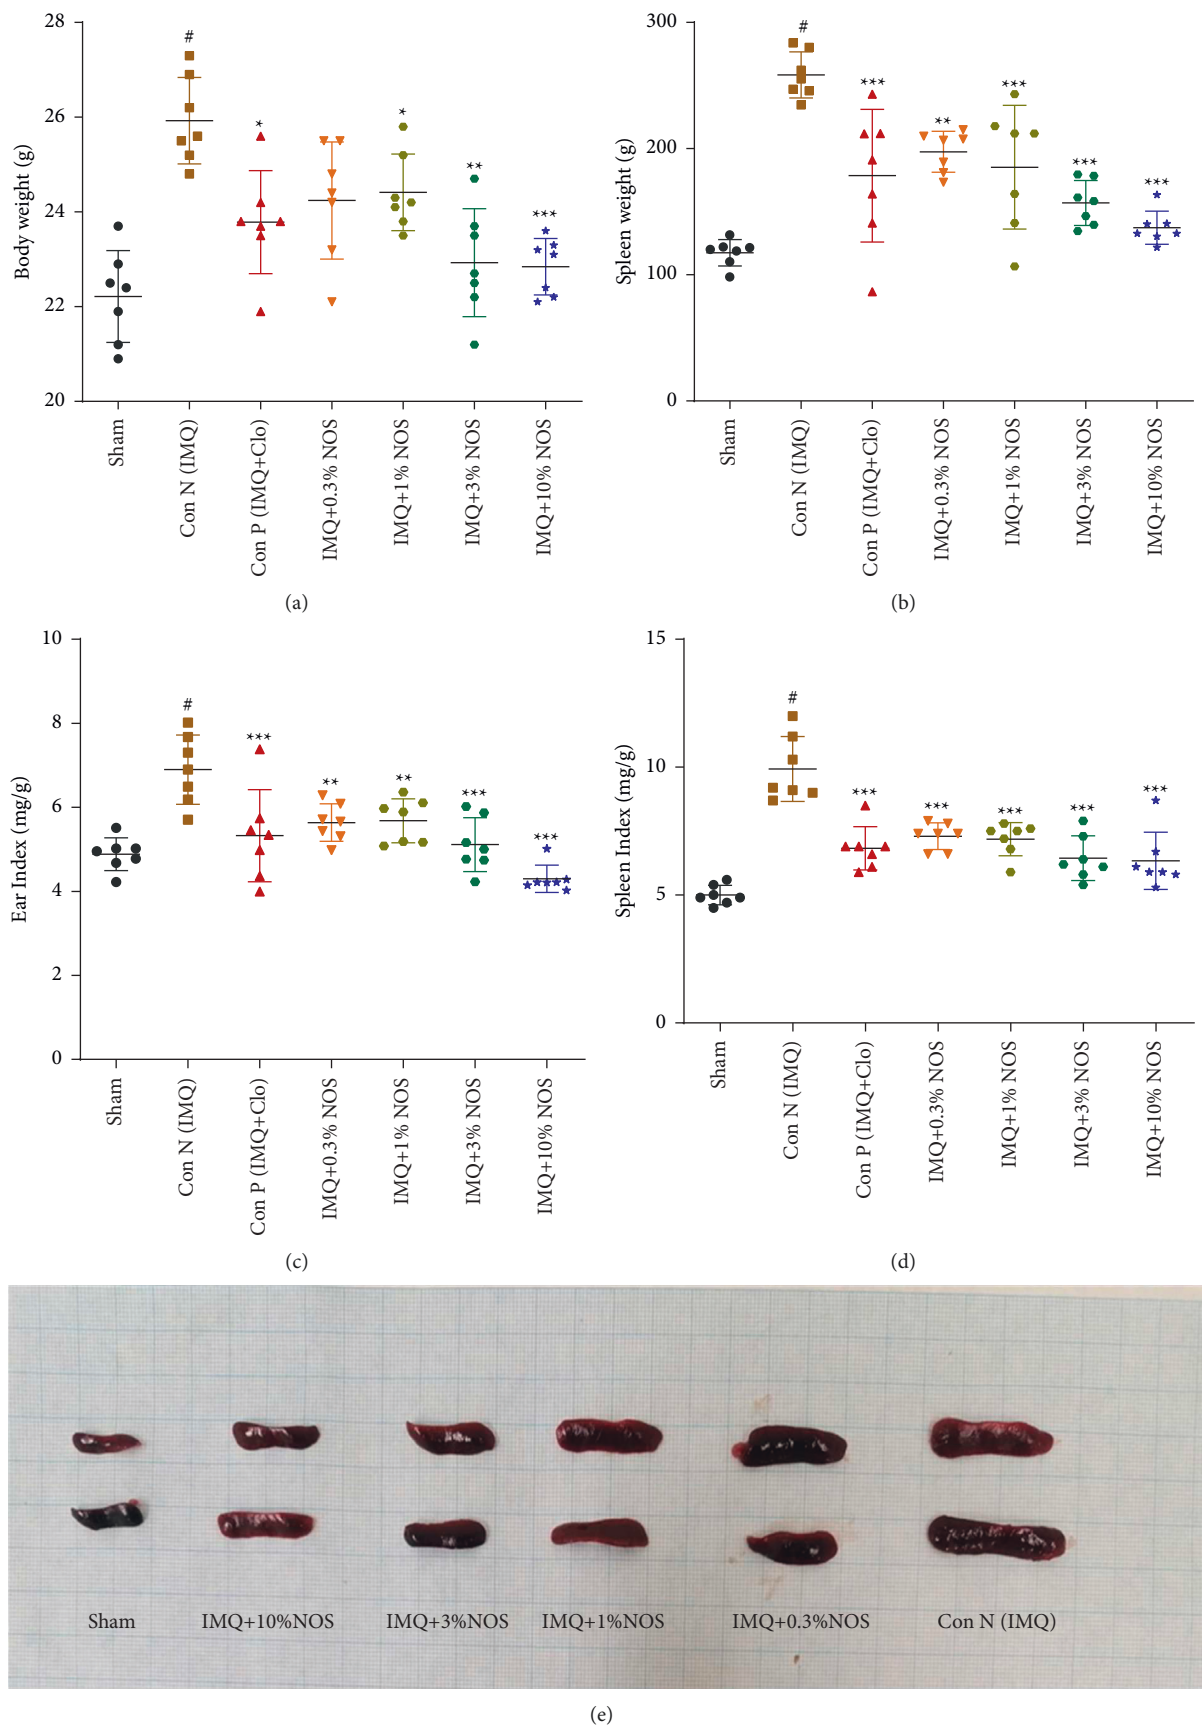 28
26
24
22
20
Body weight (g)
#
*
*
**
***
Sham
Con N (IMQ)
Con P (IMQ+Clo)
IMQ+0.3% NOS
IMQ+1% NOS
IMQ+3% NOS
IMQ+10% NOS
(a)
300
200
100
0
Spleen weight (g)
#
***
**
***
***
***
Sham
Con N (IMQ)
Con P (IMQ+Clo)
IMQ+0.3% NOS
IMQ+1% NOS
IMQ+3% NOS
IMQ+10% NOS
(b)
10
8
6
4
2
0
Ear Index (mg/g)
#
***
**
**
***
***
Sham
Con N (IMQ)
Con P (IMQ+Clo)
IMQ+0.3% NOS
IMQ+1% NOS
IMQ+3% NOS
IMQ+10% NOS
(c)
15
10
5
0
Spleen Index (mg/g)
#
***
***
***
***
***
Sham
Con N (IMQ)
Con P (IMQ+Clo)
IMQ+0.3% NOS
IMQ+1% NOS
IMQ+3% NOS
IMQ+10% NOS
(d)
Sham IMQ+10%NOS IMQ+3%NOS IMQ+1%NOS IMQ+0.3%NOS Con N (IMQ)
(e)